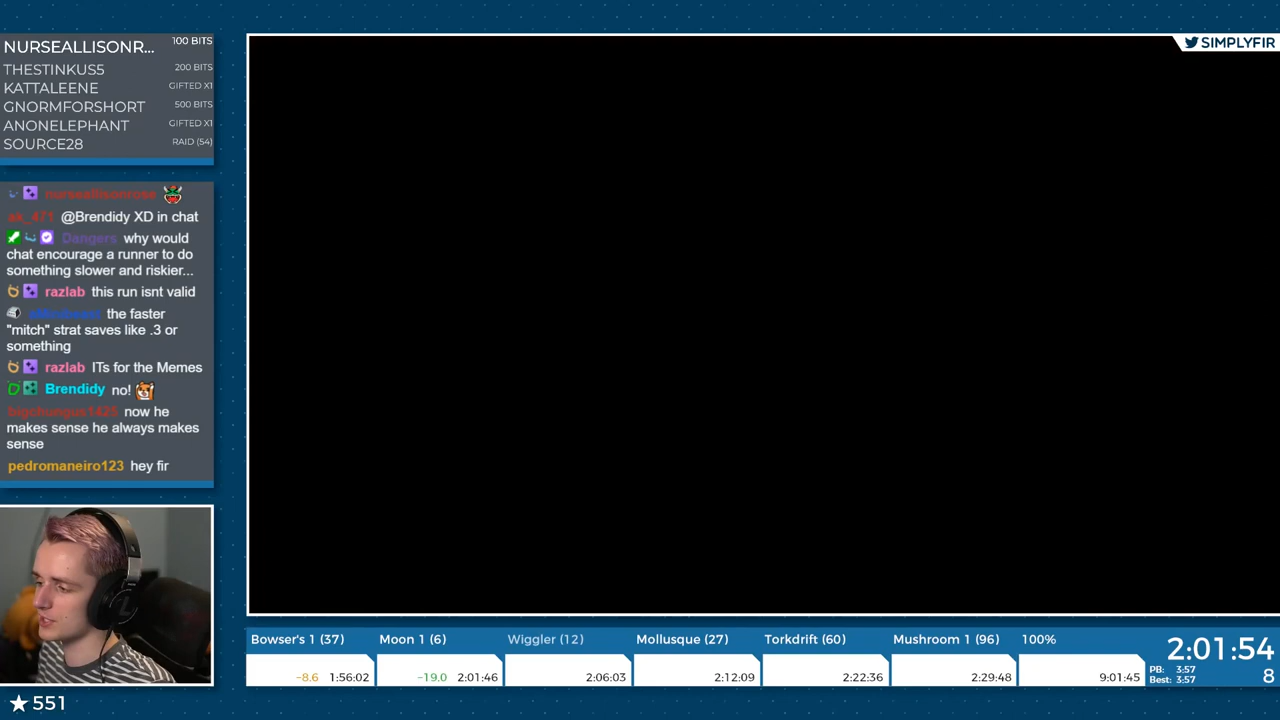 NURSEALLISONR... 100 BITS
THESTINKUS5 200 BITS
KATTALEENE GIFTED X1
GNORMFORSHORT 500 BITS
ANONELEPHANT GIFTED X1
SOURCE28 RAID (54)
SIMPLYFIR
nurseallisonrose
ak_471 @Brendidy XD in chat
Dangers why would
chat encourage a runner to do
something slower and riskier...
razlab this run isnt valid
the faster
"mitch" strat saves like .3 or
something
razlab ITs for the Memes
Brendidy no!
bigchungus1425 now he
makes sense he always makes
sense
pedromaneiro123 hey fir
Bowser's 1 (37) Moon 1 (6) Wiggler (12) Mollusque (27) Torkdrift (60) Mushroom 1 (96) 100%
−8.6 1:56:02 −19.0 2:01:46 2:06:03 2:12:09 2:22:36 2:29:48 9:01:45
2:01:54
PB: 3:57
Best: 3:57
8
★ 551